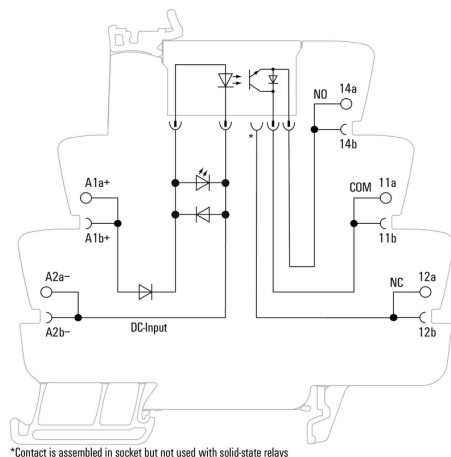 NO
14a
*
14b
A1a+
COM
11a
A1b+
11b
A2a–
NC
12a
DC-Input
A2b–
12b
*Contact is assembled in socket but not used with solid-state relays